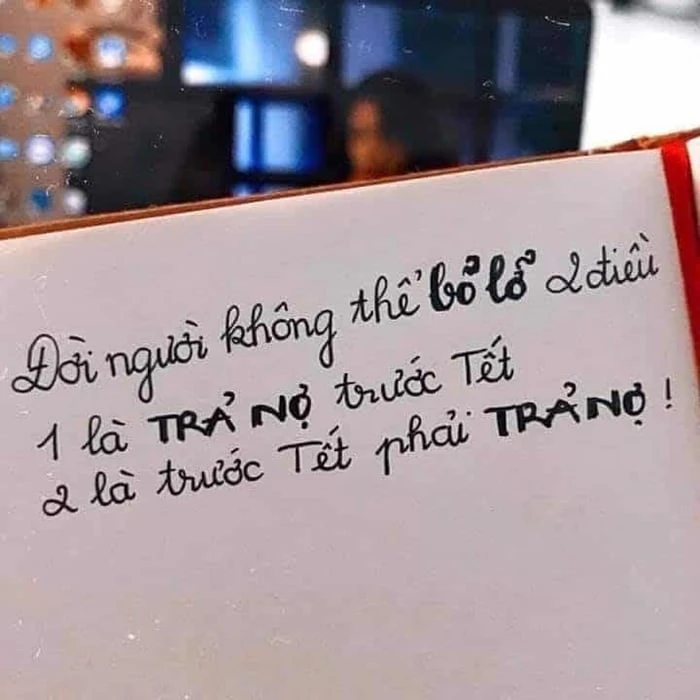 Đời người không thể bỏ lỡ 2 điều
1 là TRẢ NỢ trước Tết
2 là trước Tết phải TRẢ NỢ !